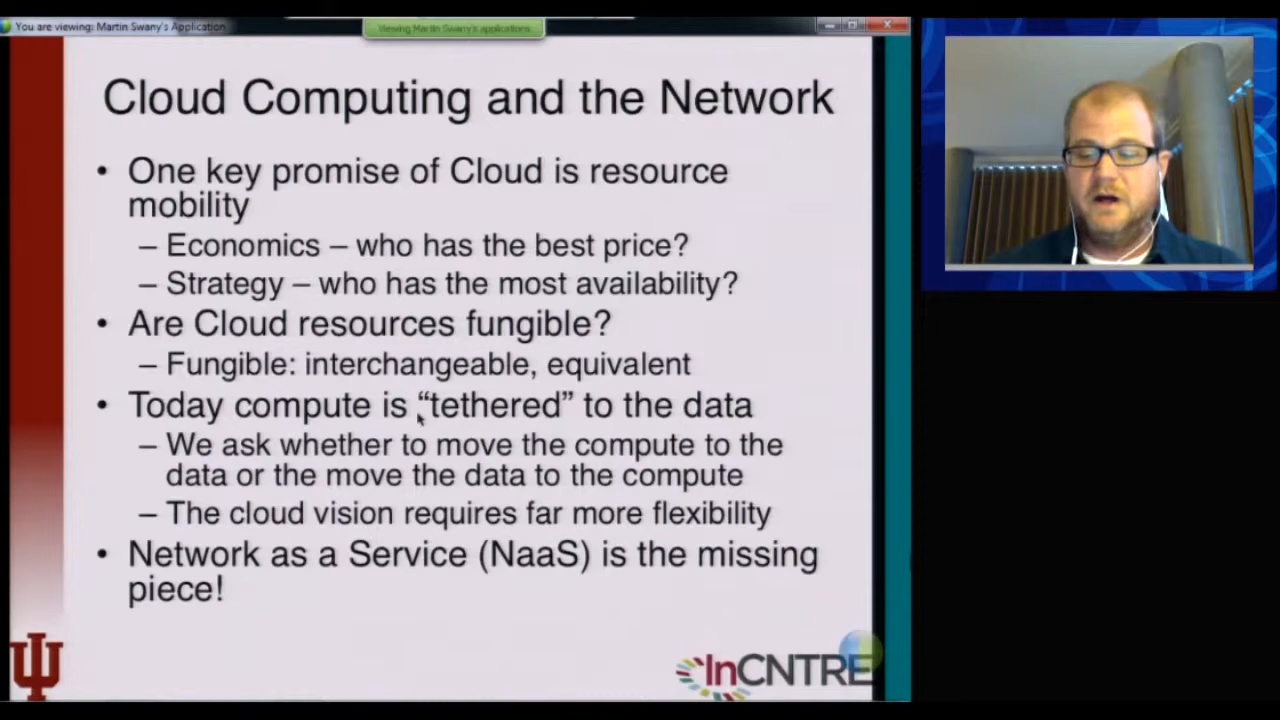 You are viewing: Martin Swany's Application
Viewing Martin Swany's applications
Cloud Computing and the Network
• One key promise of Cloud is resource
mobility
– Economics – who has the best price?
– Strategy – who has the most availability?
• Are Cloud resources fungible?
– Fungible: interchangeable, equivalent
• Today compute is “tethered” to the data
– We ask whether to move the compute to the
data or the move the data to the compute
– The cloud vision requires far more flexibility
• Network as a Service (NaaS) is the missing
piece!
InCNTRE